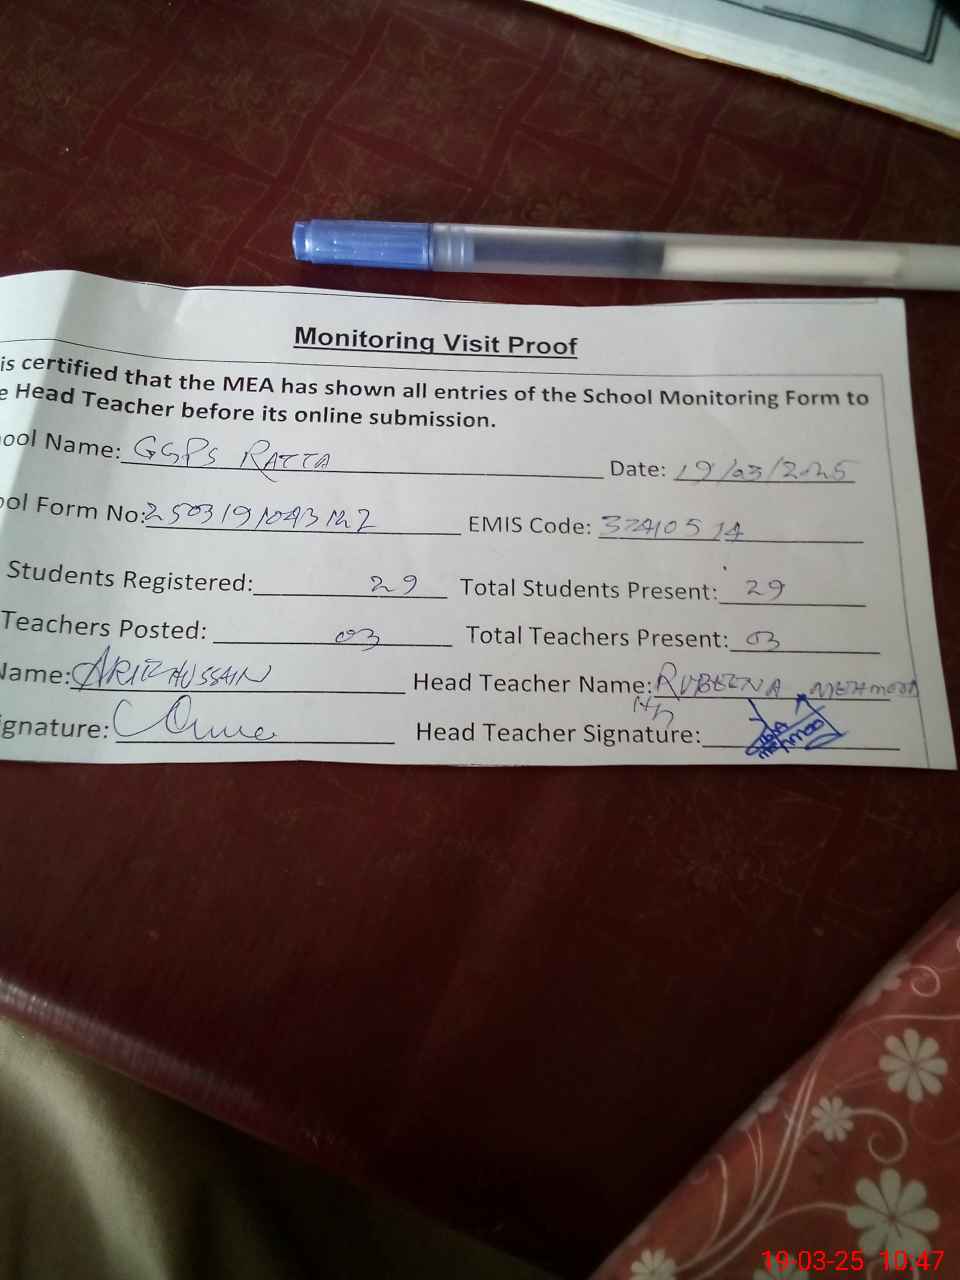 Monitoring Visit Proof
is certified that the MEA has shown all entries of the School Monitoring Form to
e Head Teacher before its online submission.
ool Name: GGPS RATTA Date: 19/03/2025
ool Form No: EMIS Code: 37410514
Students Registered: 29 Total Students Present: 29
Teachers Posted: 03 Total Teachers Present: 03
Name: HUSSAIN Head Teacher Name: RUBEENA MEHMOOD
ignature: Head Teacher Signature:
19-03-25 10:47